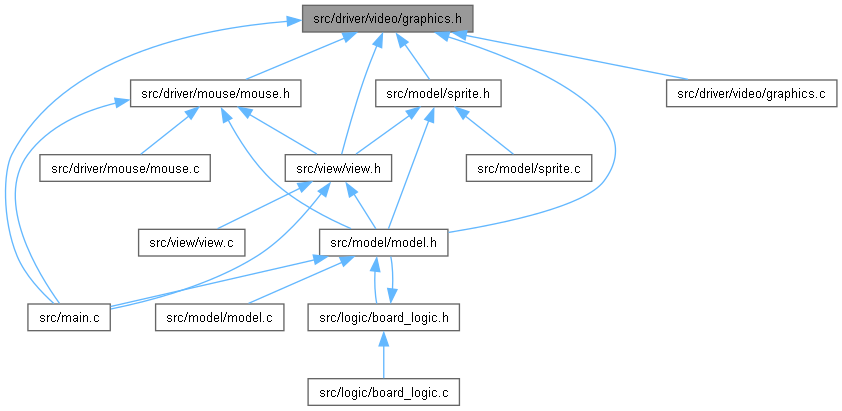 src/driver/video/graphics.h
src/driver/mouse/mouse.h
src/model/sprite.h
src/driver/video/graphics.c
src/driver/mouse/mouse.c
src/view/view.h
src/model/sprite.c
src/view/view.c
src/model/model.h
src/main.c
src/model/model.c
src/logic/board_logic.h
src/logic/board_logic.c